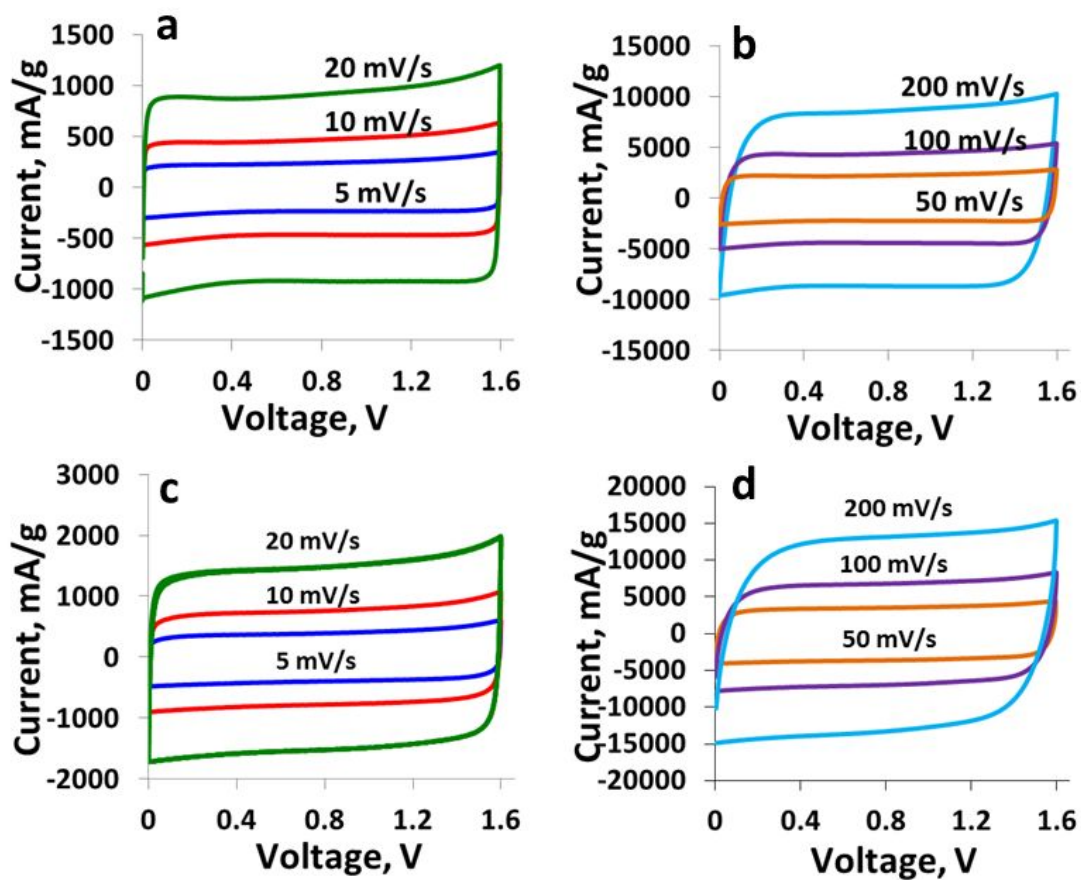 a
1500
1000
500
0
-500
-1000
-1500
Current, mA/g
20 mV/s
10 mV/s
5 mV/s
0 0.4 0.8 1.2 1.6
Voltage, V
b
15000
10000
5000
0
-5000
-10000
-15000
Current, mA/g
200 mV/s
100 mV/s
50 mV/s
0 0.4 0.8 1.2 1.6
Voltage, V
c
3000
2000
1000
0
-1000
-2000
Current, mA/g
20 mV/s
10 mV/s
5 mV/s
0 0.4 0.8 1.2 1.6
Voltage, V
d
20000
15000
10000
5000
0
-5000
-10000
-15000
-20000
Current, mA/g
200 mV/s
100 mV/s
50 mV/s
0 0.4 0.8 1.2 1.6
Voltage, V